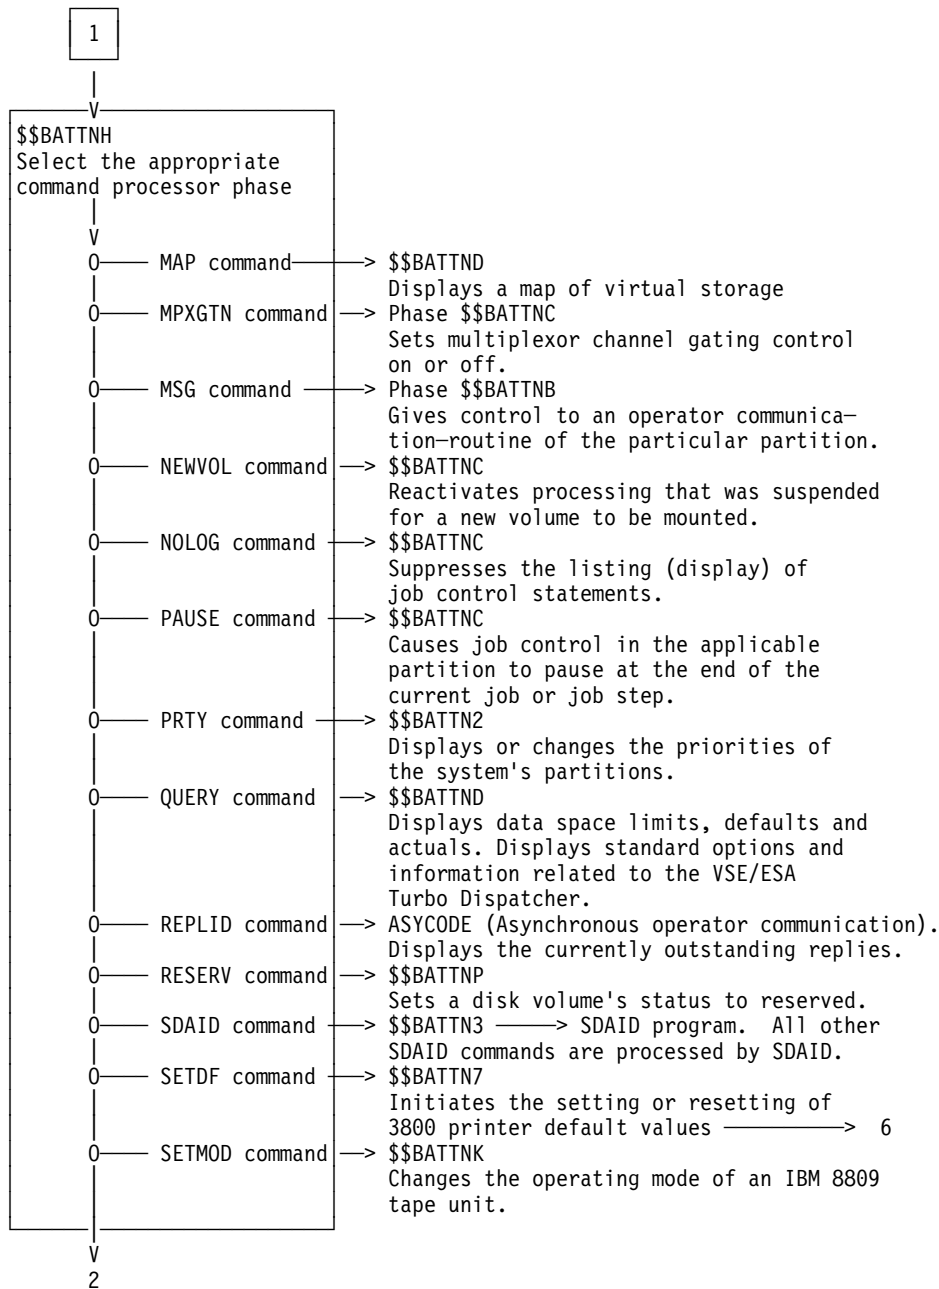 1
V
$$BATTNH
Select the appropriate
command processor phase
V
O MAP command > $$BATTND
Displays a map of virtual storage
O MPXGTN command > Phase $$BATTNC
Sets multiplexor channel gating control
on or off.
O MSG command > Phase $$BATTNB
Gives control to an operator communica—
tion—routine of the particular partition.
O NEWVOL command > $$BATTNC
Reactivates processing that was suspended
for a new volume to be mounted.
O NOLOG command > $$BATTNC
Suppresses the listing (display) of
job control statements.
O PAUSE command > $$BATTNC
Causes job control in the applicable
partition to pause at the end of the
current job or job step.
O PRTY command > $$BATTN2
Displays or changes the priorities of
the system's partitions.
O QUERY command > $$BATTND
Displays data space limits, defaults and
actuals. Displays standard options and
information related to the VSE/ESA
Turbo Dispatcher.
O REPLID command > ASYCODE (Asynchronous operator communication).
Displays the currently outstanding replies.
O RESERV command > $$BATTNP
Sets a disk volume's status to reserved.
O SDAID command > $$BATTN3 > SDAID program. All other
SDAID commands are processed by SDAID.
O SETDF command > $$BATTN7
Initiates the setting or resetting of
3800 printer default values > 6
O SETMOD command > $$BATTNK
Changes the operating mode of an IBM 8809
tape unit.
V
2